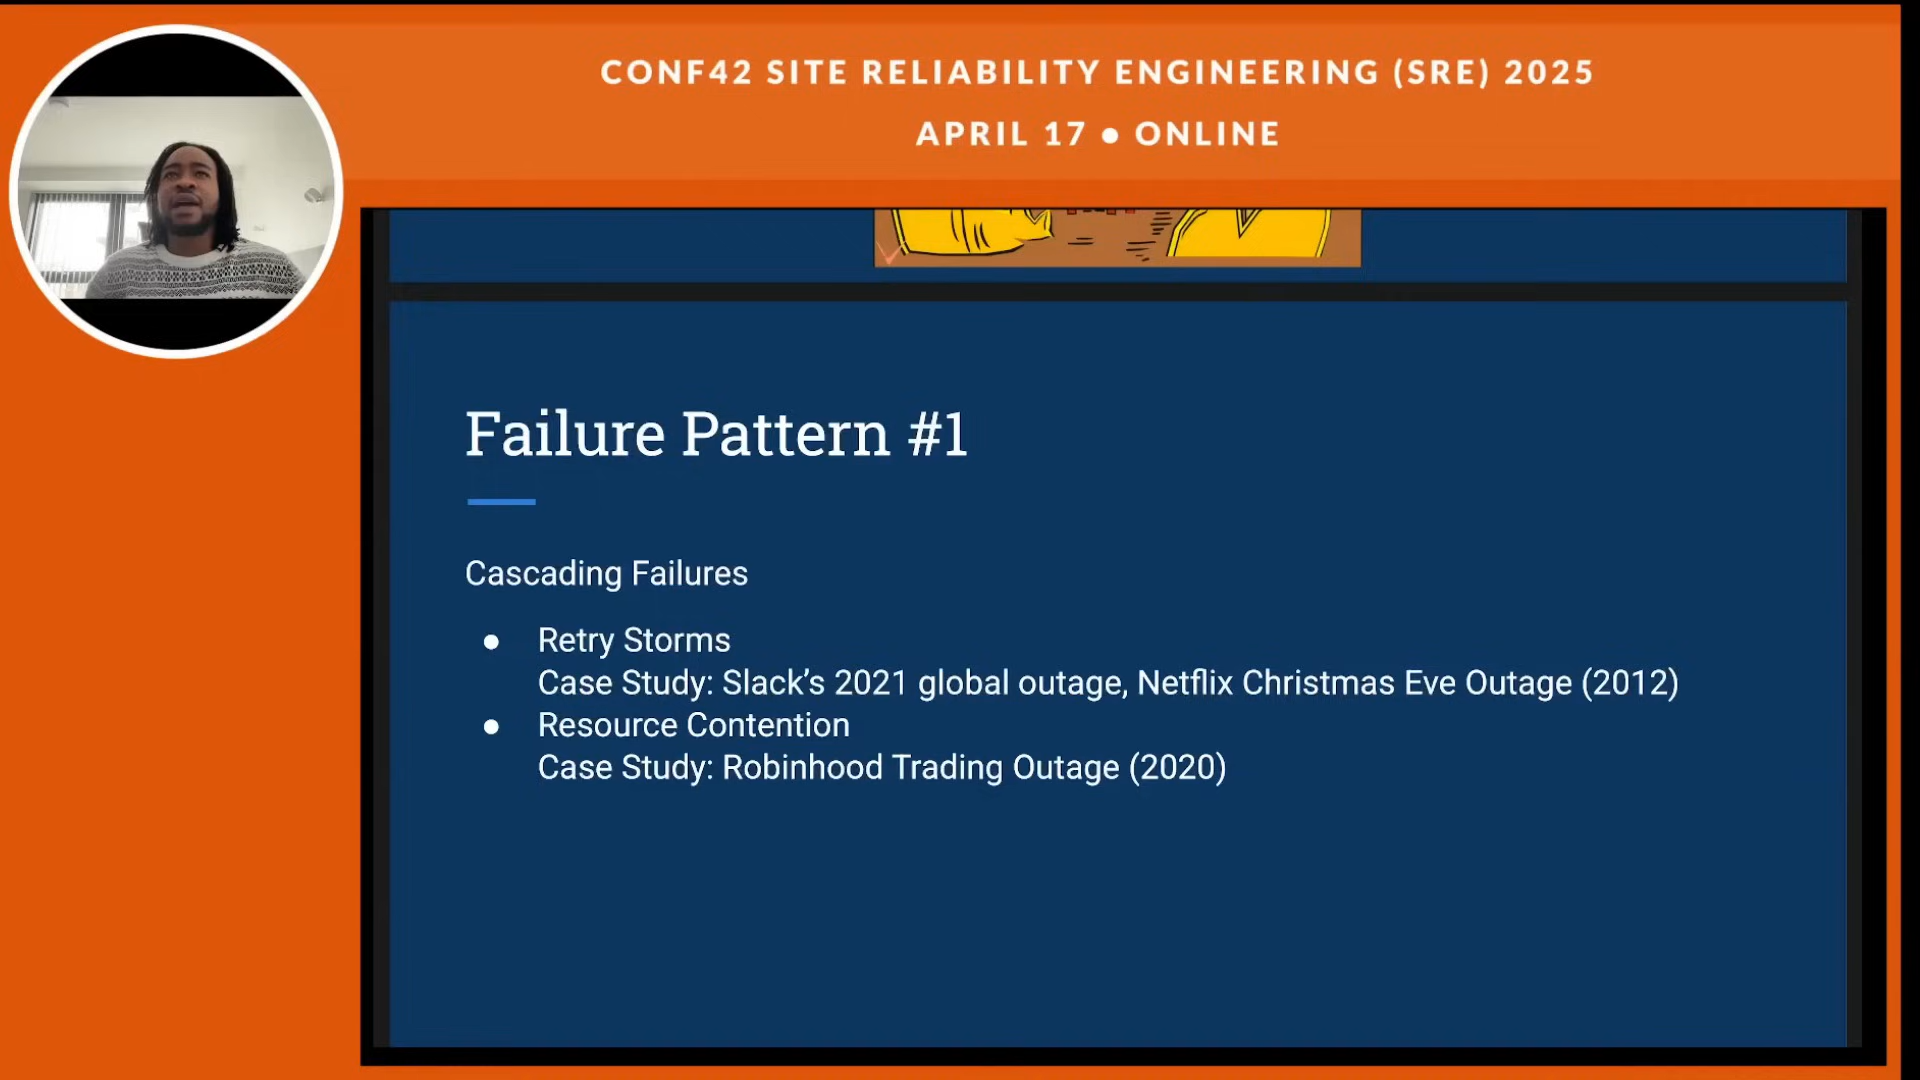 CONF42 SITE RELIABILITY ENGINEERING (SRE) 2025
APRIL 17 ● ONLINE
Failure Pattern #1
Cascading Failures
● Retry Storms
Case Study: Slack’s 2021 global outage, Netflix Christmas Eve Outage (2012)
● Resource Contention
Case Study: Robinhood Trading Outage (2020)